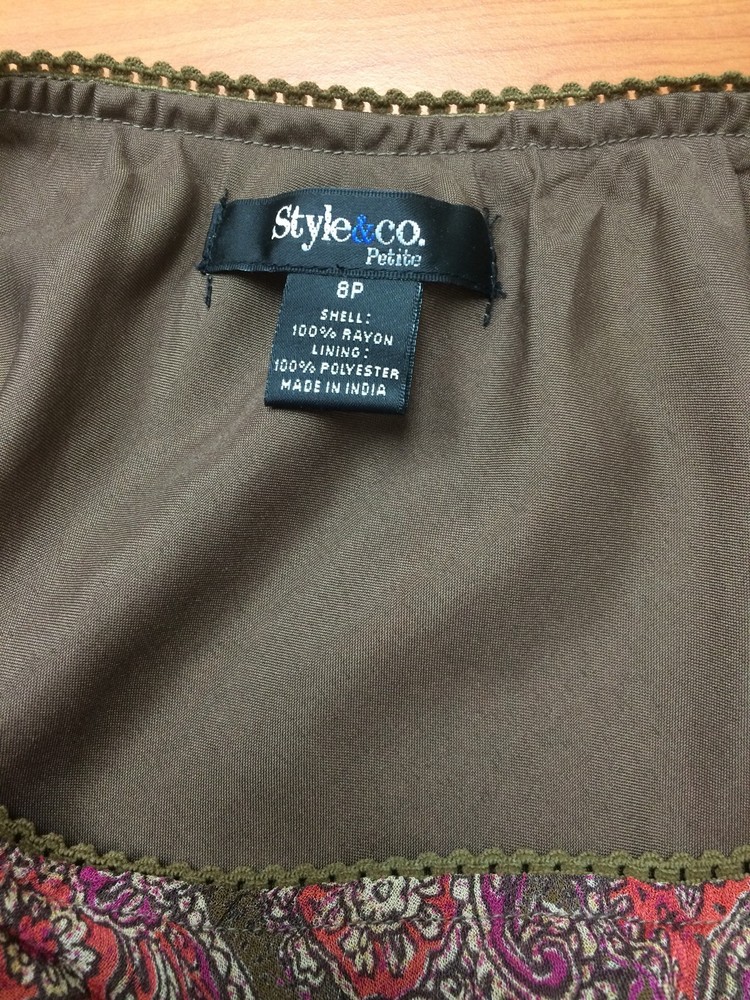 Style&co.
Petite
8P
SHELL:
100% RAYON
LINING:
100% POLYESTER
MADE IN INDIA